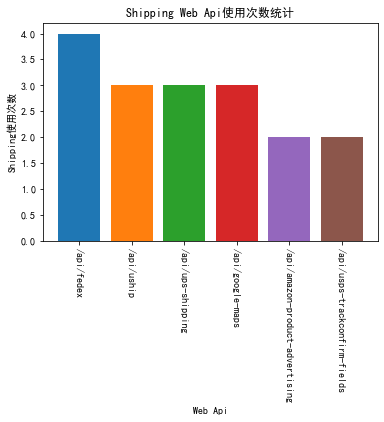 Shipping Web Api使用次数统计
Shipping使用次数
4.0
3.5
3.0
2.5
2.0
1.5
1.0
0.5
0.0
/api/fedex
/api/uship
/api/ups-shipping
/api/google-maps
/api/amazon-product-advertising
/api/usps-trackconfirm-fields
Web Api